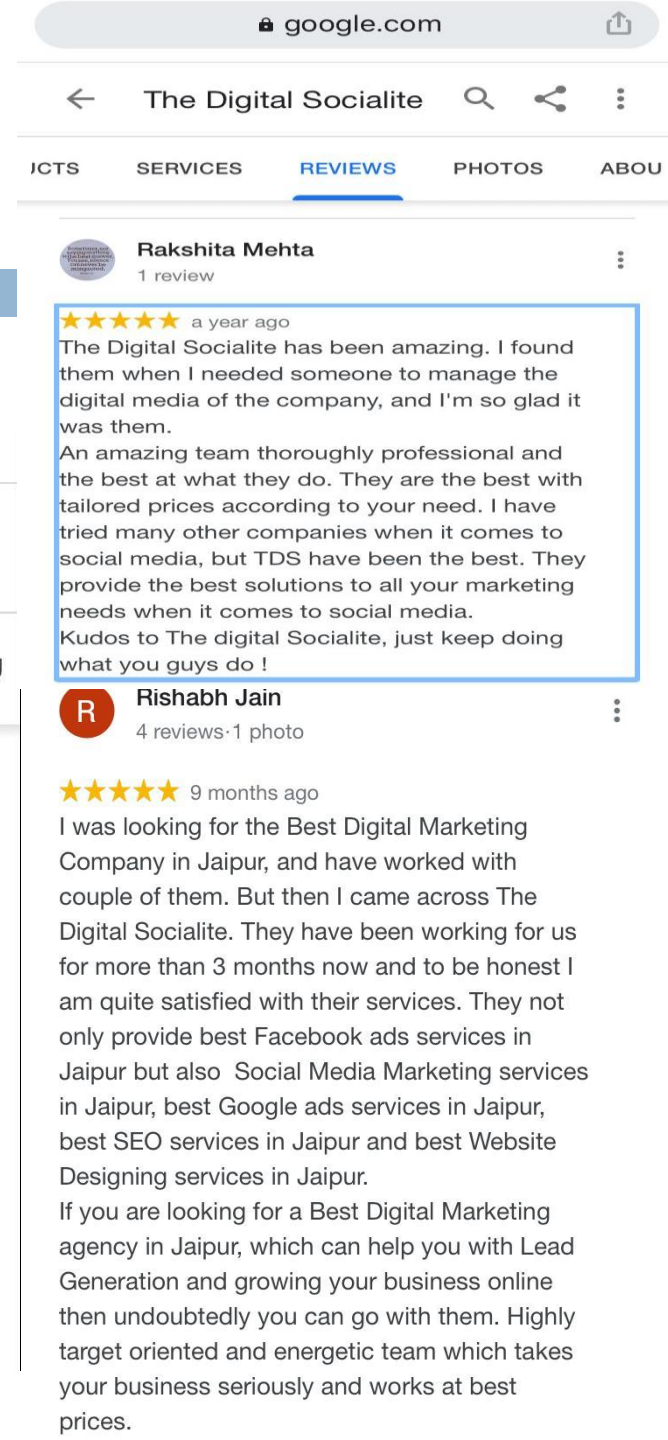 google.com
The Digital Socialite
JCTS SERVICES REVIEWS PHOTOS ABOU
Rakshita Mehta
1 review
a year ago
The Digital Socialite has been amazing. I found
them when I needed someone to manage the
digital media of the company, and I'm so glad it
was them.
An amazing team thoroughly professional and
the best at what they do. They are the best with
tailored prices according to your need. I have
tried many other companies when it comes to
social media, but TDS have been the best. They
provide the best solutions to all your marketing
needs when it comes to social media.
Kudos to The digital Socialite, just keep doing
what you guys do !
R
Rishabh Jain
4 reviews·1 photo
9 months ago
I was looking for the Best Digital Marketing
Company in Jaipur, and have worked with
couple of them. But then I came across The
Digital Socialite. They have been working for us
for more than 3 months now and to be honest I
am quite satisfied with their services. They not
only provide best Facebook ads services in
Jaipur but also  Social Media Marketing services
in Jaipur, best Google ads services in Jaipur,
best SEO services in Jaipur and best Website
Designing services in Jaipur.
If you are looking for a Best Digital Marketing
agency in Jaipur, which can help you with Lead
Generation and growing your business online
then undoubtedly you can go with them. Highly
target oriented and energetic team which takes
your business seriously and works at best
prices.